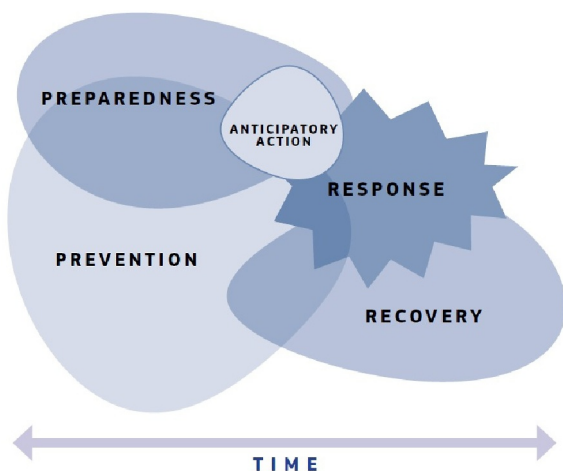 PREPAREDNESS
ANTICIPATORY
ACTION
RESPONSE
PREVENTION
RECOVERY
TIME